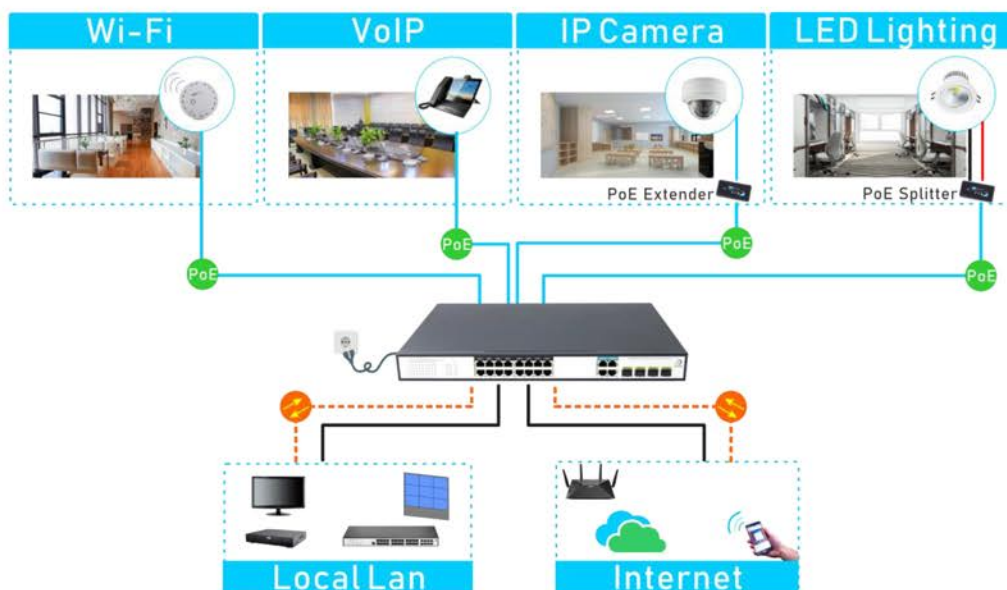 Wi-Fi
VoIP
IP Camera
LED Lighting
PoE Extender
PoE Splitter
PoE
PoE
PoE
PoE
Local Lan
Internet